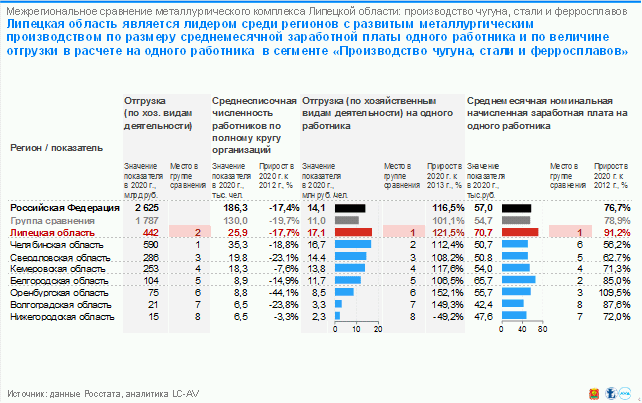 Межрегиональное сравнение металлургического комплекса Липецкой области: производство чугуна, стали и ферросплавов
Липецкая область является лидером среди регионов с развитым металлургическим
производством по размеру среднемесячной заработной платы одного работника и по величине
отгрузки в расчете на одного работника в сегменте «Производство чугуна, стали и ферросплавов»
Регион / показатель
Отгрузка
(по хоз. видам
деятельности)
Среднесписочная
численность
работников по
полному кругу
организаций
Отгрузка (по хозяйственным
видам деятельности) на одного
работника
Среднемесячная номинальная
начисленная заработная плата на
одного работника
Значение
показателя
в 2020 г.,
млрд руб.
Место в
группе
сравнения
Значение
показателя
в 2020 г.,
тыс. чел.
Прирост в
2020 г. к
2012 г., %
Значение
показателя
в 2020 г.,
млн руб./чел.
Место в
группе
сравнения
Прирост в
2020 г. к
2013 г., %
Значение
показателя
в 2020 г.,
тыс.руб.
Место в
группе
сравнения
Прирост в
2020 г. к
2012 г., %
Российская Федерация 2 625 186,3 -17,4% 14,1 116,5% 57,0 76,7%
Группа сравнения 1 787 130,0 -19,7% 11,0 101,1% 54,7 78,9%
Липецкая область 442 2 25,9 -17,7% 17,1 1 121,5% 70,7 1 91,2%
Челябинская область 590 1 35,3 -18,8% 16,7 2 112,4% 50,7 6 56,2%
Свердловская область 286 3 19,8 -23,1% 14,4 3 108,2% 50,8 5 62,7%
Кемеровская область 253 4 18,3 -7,6% 13,8 4 117,6% 54,0 4 71,3%
Белгородская область 104 5 8,9 -14,9% 11,7 5 106,5% 65,7 2 85,0%
Оренбургская область 75 6 8,8 -44,1% 8,5 6 152,1% 55,7 3 109,5%
Волгоградская область 21 7 6,5 -23,8% 3,3 7 149,3% 42,4 8 87,6%
Нижегородская область 15 8 6,5 -3,3% 2,3 8 -49,2% 47,6 7 72,0%
0 10 20
0 40 80
Источник: данные Росстата, аналитика LC-AV